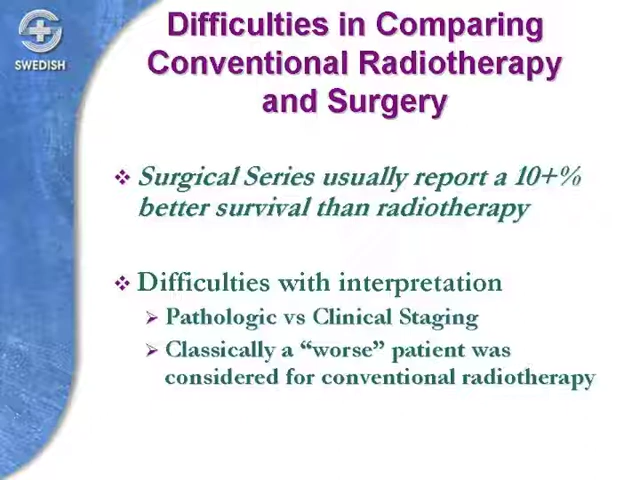 SWEDISH
Difficulties in Comparing
Conventional Radiotherapy
and Surgery
Surgical Series usually report a 10+%
better survival than radiotherapy
Difficulties with interpretation
Pathologic vs Clinical Staging
Classically a “worse” patient was
considered for conventional radiotherapy